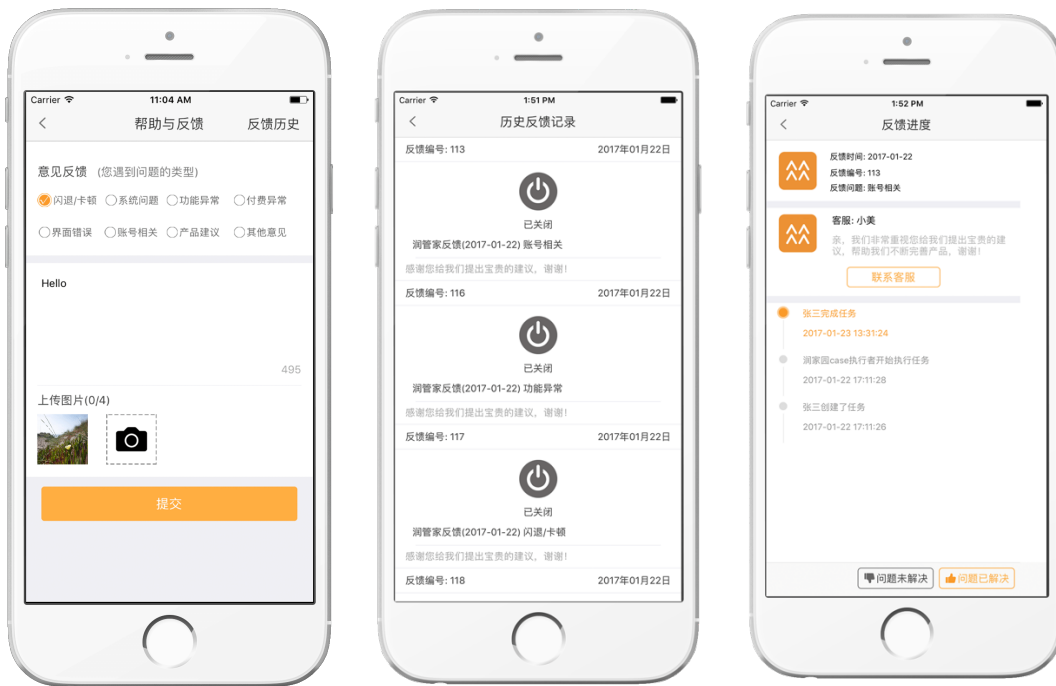 Carrier
11:04 AM
帮助与反馈
反馈历史
意见反馈 (您遇到问题的类型)
闪退/卡顿 系统问题 功能异常 付费异常
界面错误 账号相关 产品建议 其他意见
Hello
495
上传图片(0/4)
提交
Carrier
1:51 PM
历史反馈记录
反馈编号: 113 2017年01月22日
已关闭
润管家反馈(2017-01-22) 账号相关
感谢您给我们提出宝贵的建议，谢谢!
反馈编号: 116 2017年01月22日
已关闭
润管家反馈(2017-01-22) 功能异常
感谢您给我们提出宝贵的建议，谢谢!
反馈编号: 117 2017年01月22日
已关闭
润管家反馈(2017-01-22) 闪退/卡顿
感谢您给我们提出宝贵的建议，谢谢!
反馈编号: 118 2017年01月22日
Carrier
1:52 PM
反馈进度
反馈时间: 2017-01-22
反馈编号: 113
反馈问题: 账号相关
客服: 小美
亲，我们非常重视您给我们提出宝贵的建
议，帮助我们不断完善产品，谢谢!
联系客服
张三完成任务
2017-01-23 13:31:24
润家园case执行者开始执行任务
2017-01-22 17:11:28
张三创建了任务
2017-01-22 17:11:26
问题未解决 问题已解决